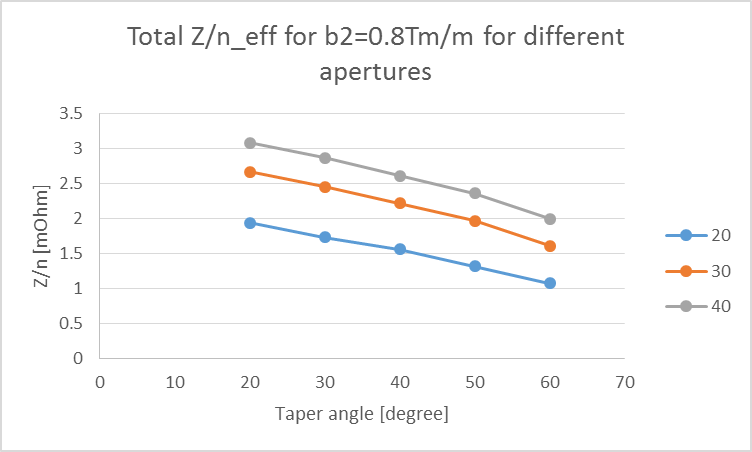 Total Z/n_eff for b2=0.8Tm/m for different
apertures
3.5
3
2.5
2
1.5
1
0.5
0
Z/n [mOhm]
0 10 20 30 40 50 60 70
Taper angle [degree]
20
30
40